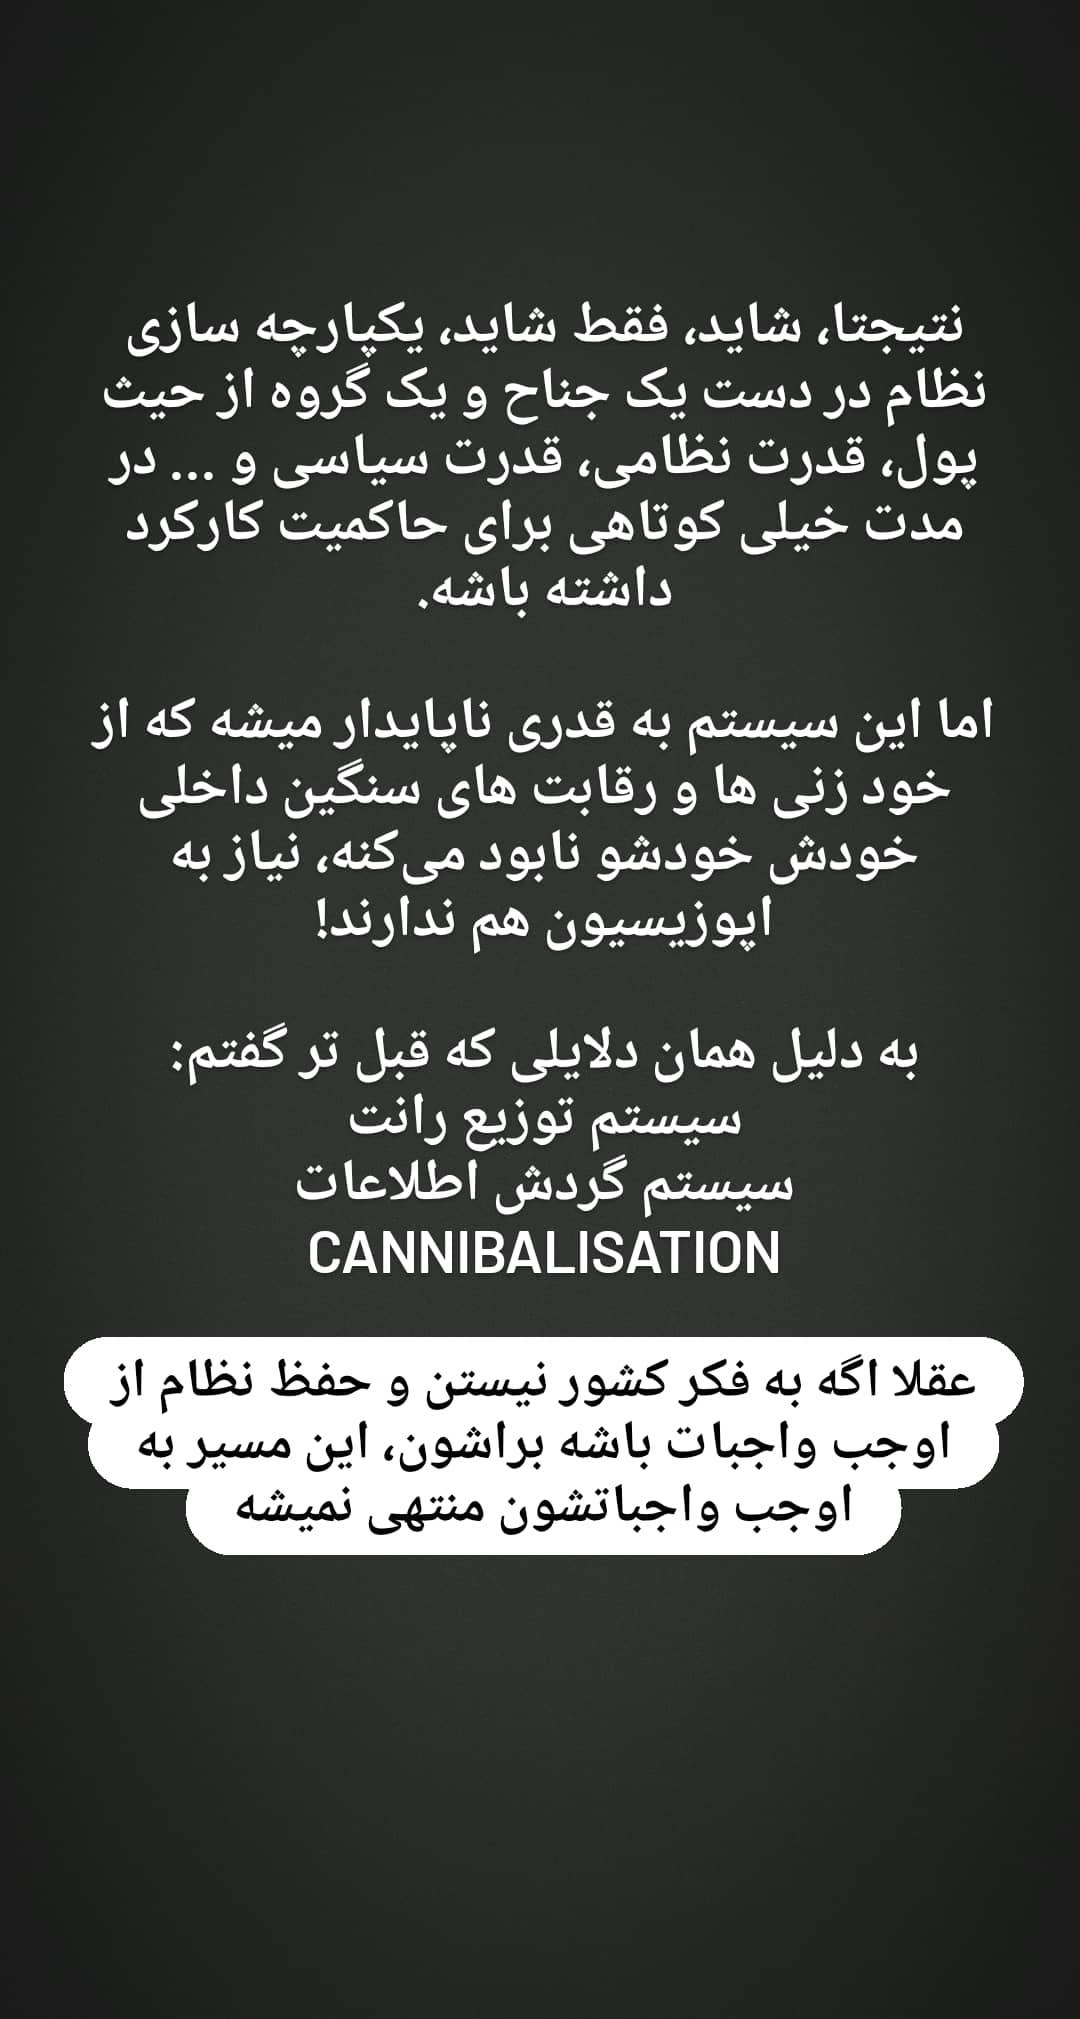 نتیجتا، شاید، فقط شاید، یکپارچه سازی
نظام در دست یک جناح و یک گروه از حیث
پول، قدرت نظامی، قدرت سیاسی و ... در
مدت خیلی کوتاهی برای حاکمیت کارکرد
داشته باشه.
اما این سیستم به قدری ناپایدار میشه که از
خود زنی ها و رقابت های سنگین داخلی
خودش خودشو نابود می‌کنه، نیاز به
اپوزیسیون هم ندارند!
به دلیل همان دلایلی که قبل تر گفتم:
سیستم توزیع رانت
سیستم گردش اطلاعات
CANNIBALISATION
عقلا اگه به فکر کشور نیستن و حفظ نظام از
اوجب واجبات باشه براشون، این مسیر به
اوجب واجباتشون منتهی نمیشه